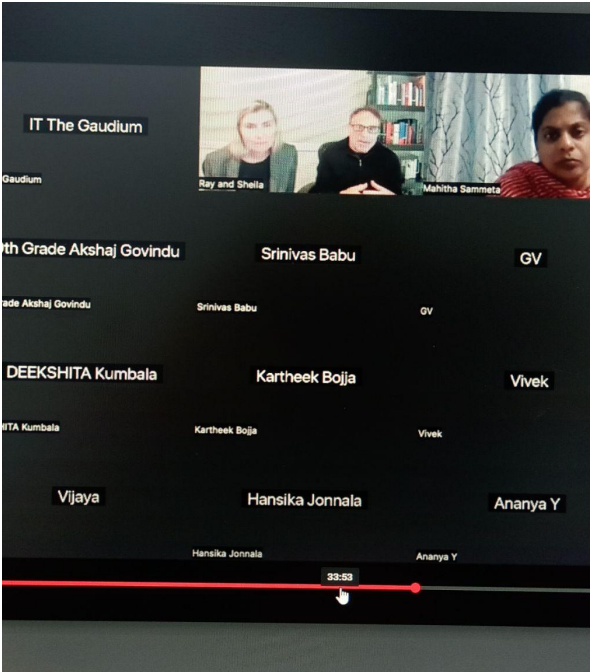 IT The Gaudium
Gaudium
Ray and Sheila
Mahitha Sammeta
th Grade Akshaj Govindu
Srinivas Babu
GV
ade Akshaj Govindu
Srinivas Babu
GV
DEEKSHITA Kumbala
Kartheek Bojja
Vivek
HITA Kumbala
Kartheek Bojja
Vivek
Vijaya
Hansika Jonnala
Ananya Y
Hansika Jonnala
Ananya Y
33:53